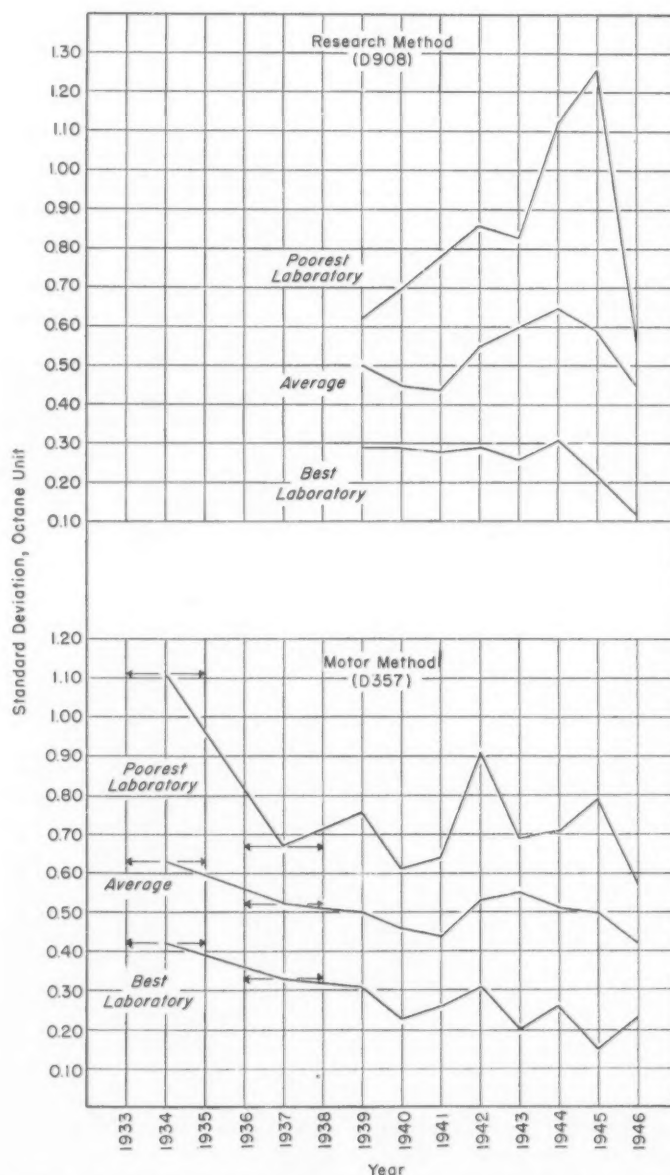 Research Method
(D908)
1.30
1.20
1.10
1.00
0.90
0.80
0.70
0.60
0.50
0.40
0.30
0.20
0.10
Poorest
Laboratory
Average
Best
Laboratory
Standard Deviation, Octane Unit
Motor Method
(D357)
1.20
1.10
1.00
0.90
0.80
0.70
0.60
0.50
0.40
0.30
0.20
0.10
Poorest
Laboratory
Average
Best
Laboratory
1933
1934
1935
1936
1937
1938
1939
1940
1941
1942
1943
1944
1945
1946
Year